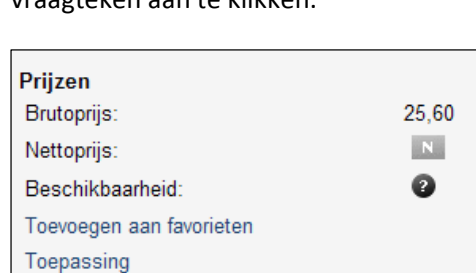 vraagteken aan te klikken.
Prijzen
Brutoprijs: 25,60
Nettoprijs: N
Beschikbaarheid: ?
Toevoegen aan favorieten
Toepassing